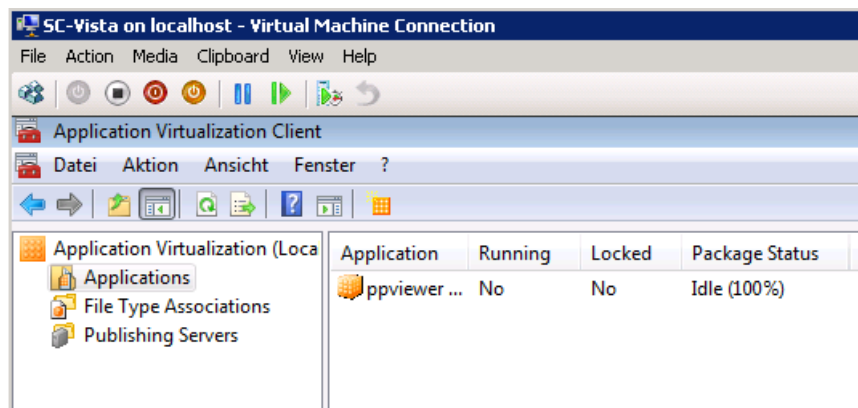 SC-Vista on localhost - Virtual Machine Connection
File Action Media Clipboard View Help
Application Virtualization Client
Datei Aktion Ansicht Fenster ?
Application Virtualization (Loca
Applications
File Type Associations
Publishing Servers
Application Running Locked Package Status
ppviewer ... No No Idle (100%)